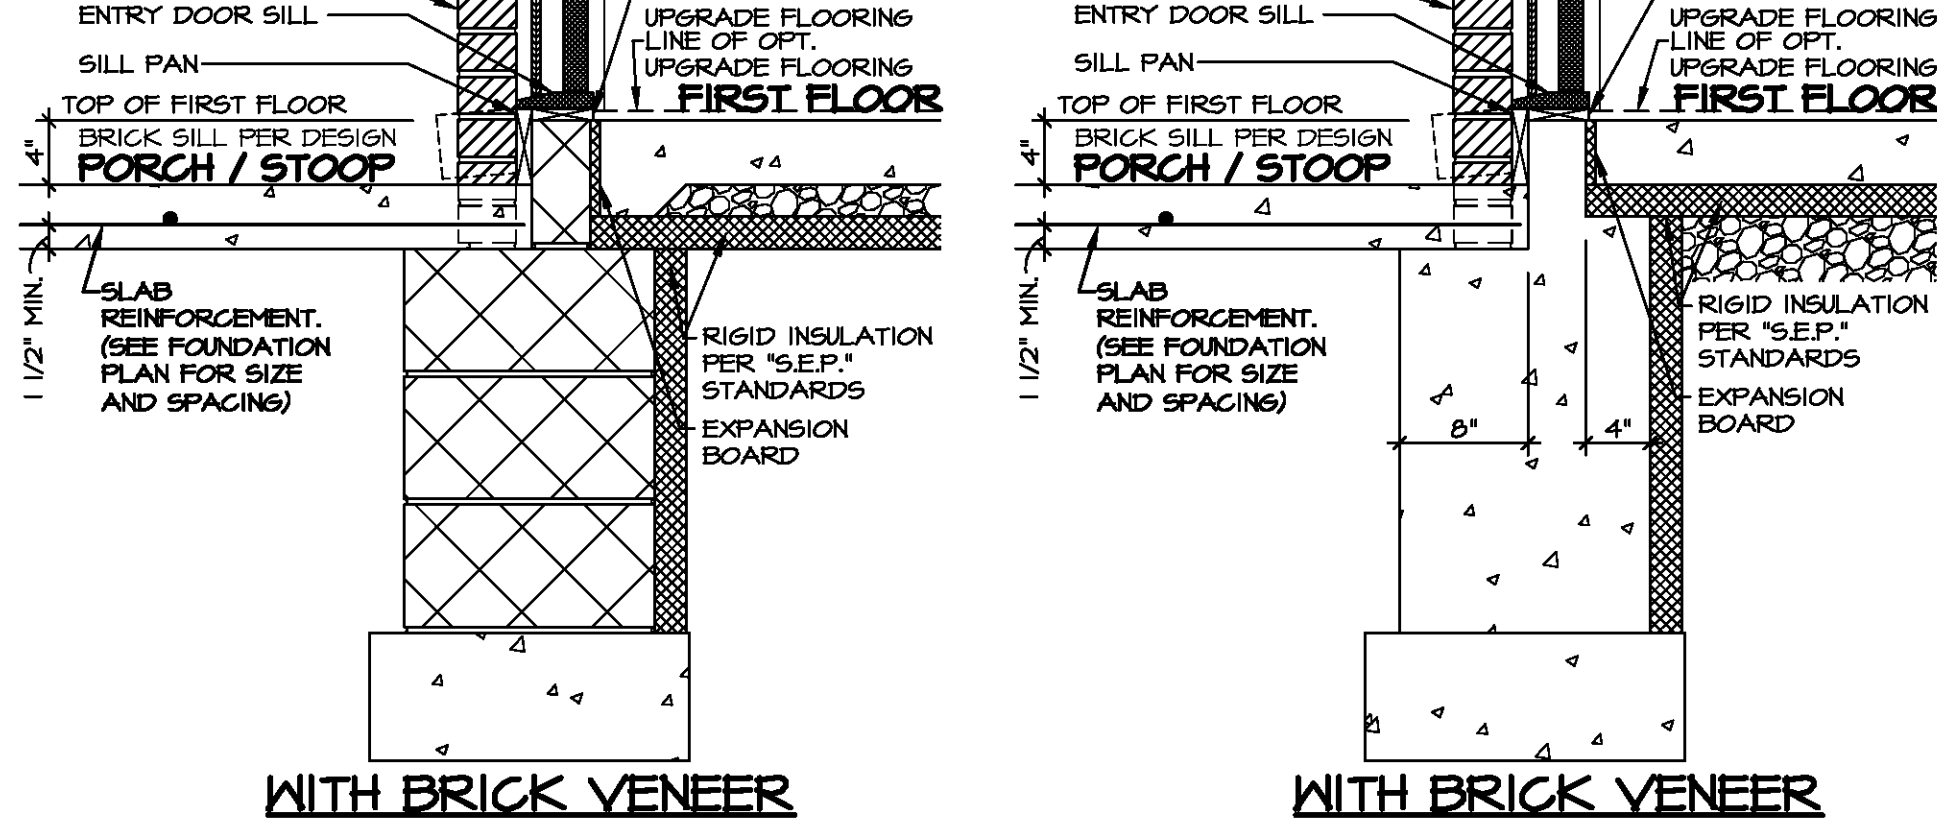 ENTRY DOOR SILL
SILL PAN
TOP OF FIRST FLOOR
BRICK SILL PER DESIGN
PORCH / STOOP
4"
1 1/2" MIN.
SLAB
REINFORCEMENT.
(SEE FOUNDATION
PLAN FOR SIZE
AND SPACING)
UPGRADE FLOORING
LINE OF OPT.
UPGRADE FLOORING
FIRST FLOOR
RIGID INSULATION
PER "S.E.P."
STANDARDS
EXPANSION
BOARD
WITH BRICK VENEER
ENTRY DOOR SILL
SILL PAN
TOP OF FIRST FLOOR
BRICK SILL PER DESIGN
PORCH / STOOP
4"
1 1/2" MIN.
SLAB
REINFORCEMENT.
(SEE FOUNDATION
PLAN FOR SIZE
AND SPACING)
UPGRADE FLOORING
LINE OF OPT.
UPGRADE FLOORING
FIRST FLOOR
RIGID INSULATION
PER "S.E.P."
STANDARDS
EXPANSION
BOARD
8"
4"
WITH BRICK VENEER